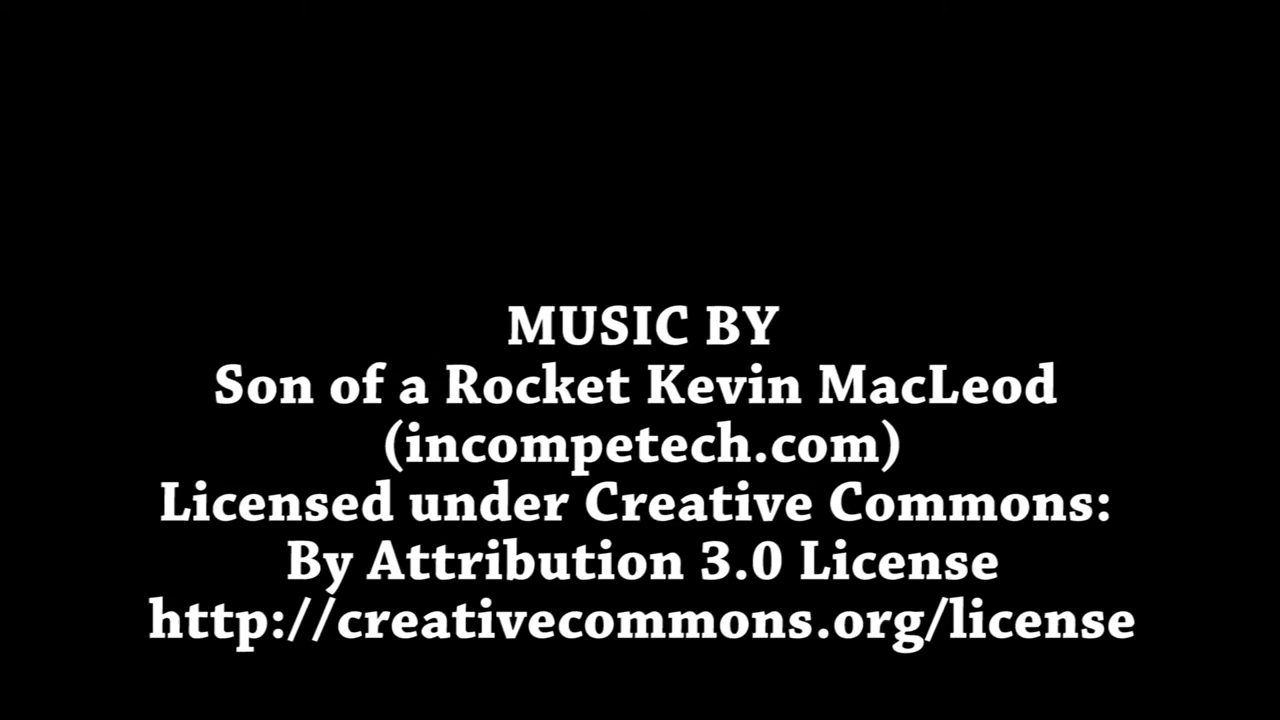 MUSIC BY
Son of a Rocket Kevin MacLeod
(incompetech.com)
Licensed under Creative Commons:
By Attribution 3.0 License
http://creativecommons.org/license